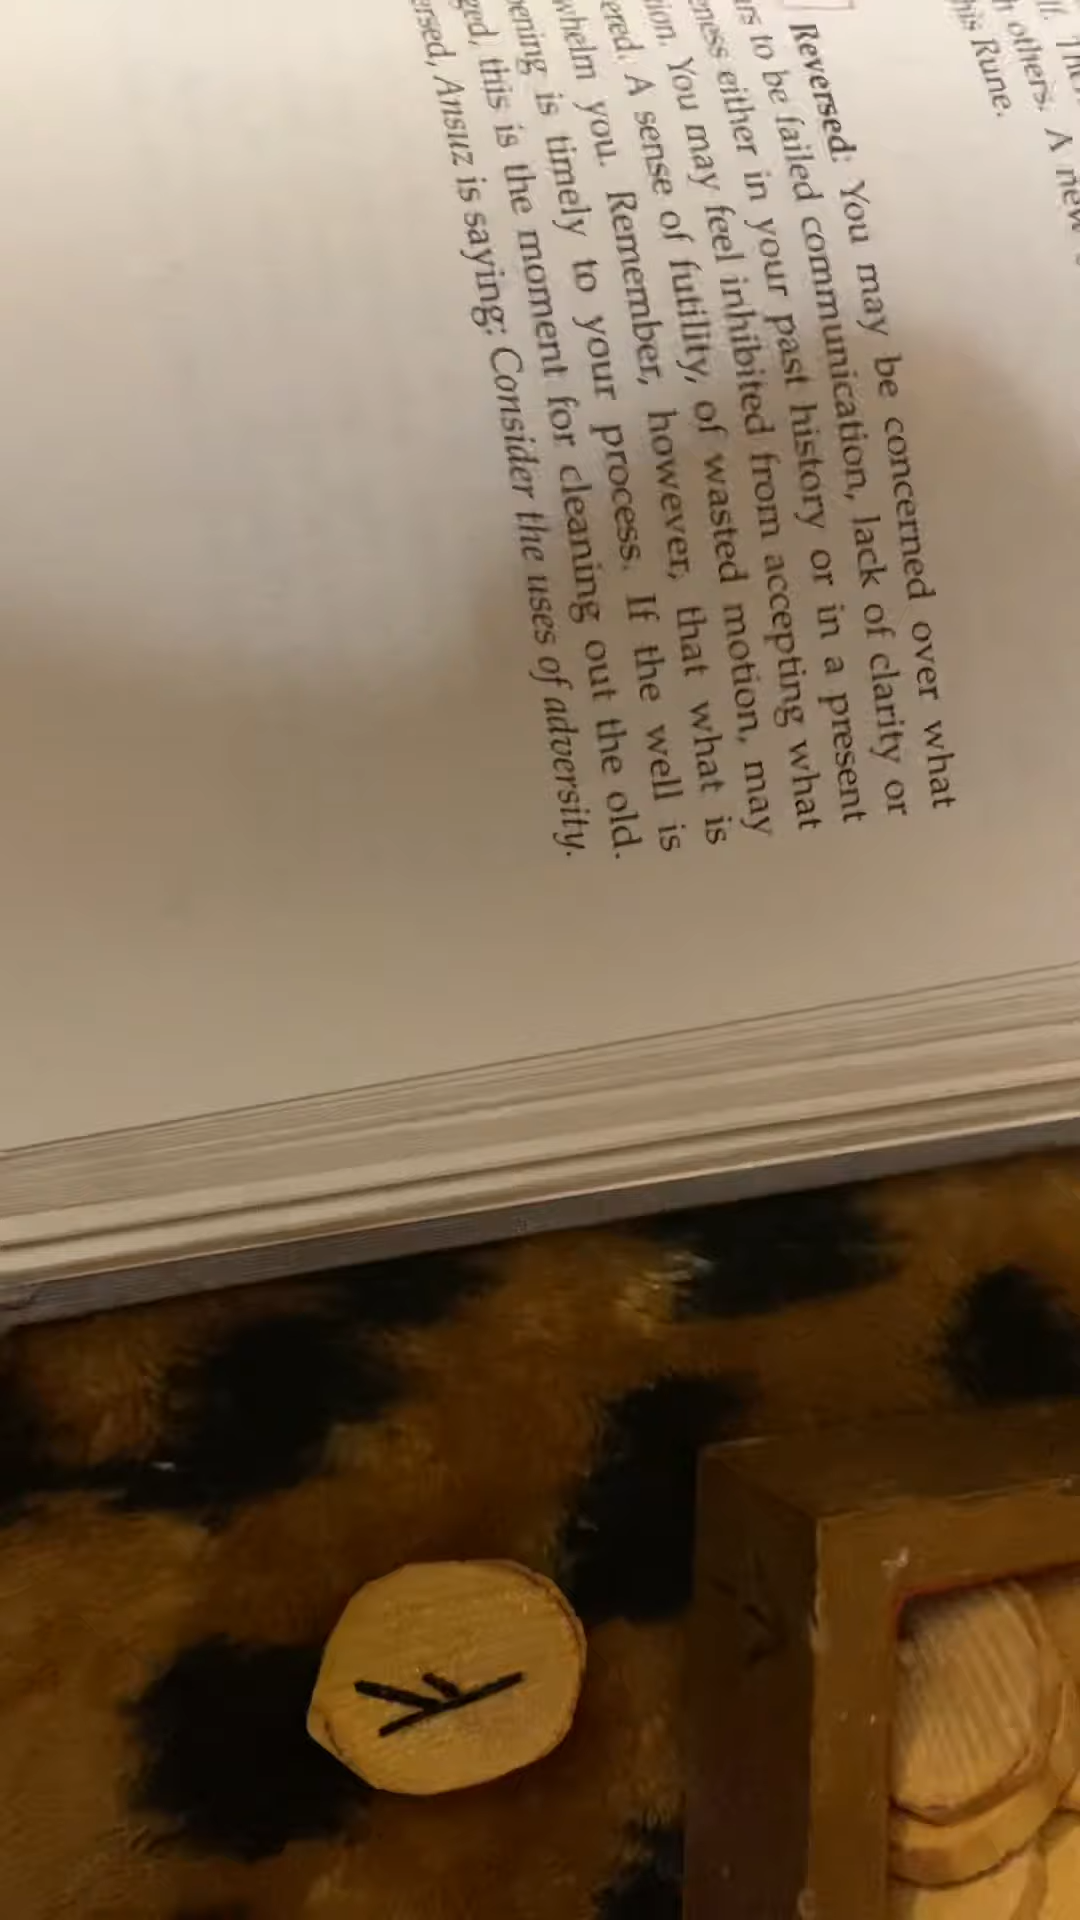 others. A new
his Rune.
Reversed: You may be concerned over what
to be failed communication, lack of clarity or
either in your past history or in a present
You may feel inhibited from accepting what
A sense of futility, of wasted motion, may
you. Remember, however, that what is
is timely to your process. If the well is
this is the moment for cleaning out the old.
Ansuz is saying: Consider the uses of adversity.